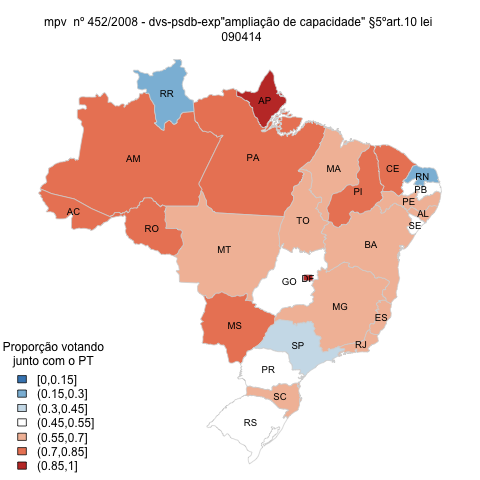 mpv nº 452/2008 - dvs-psdb-exp"ampliação de capacidade" §5ºart.10 lei
090414
RR
AP
AM
PA
MA
CE
RN
PB
PI
PE
AC
AL
SE
RO
TO
BA
MT
GO
DF
MG
ES
MS
SP
RJ
PR
SC
RS
Proporção votando
junto com o PT
[0,0.15]
(0.15,0.3]
(0.3,0.45]
(0.45,0.55]
(0.55,0.7]
(0.7,0.85]
(0.85,1]